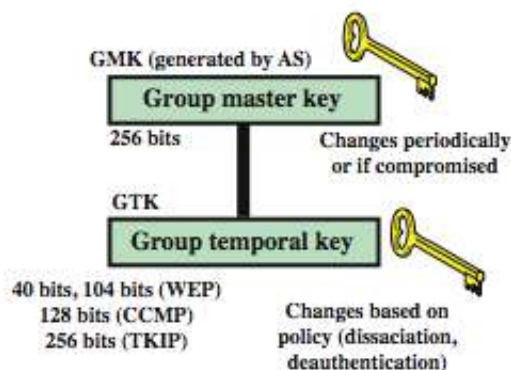 GMK (generated by AS)
Group master key
256 bits
Changes periodically
or if compromised
GTK
Group temporal key
40 bits, 104 bits (WEP)
128 bits (CCMP)
256 bits (TKIP)
Changes based on
policy (dissaciation,
deauthentication)